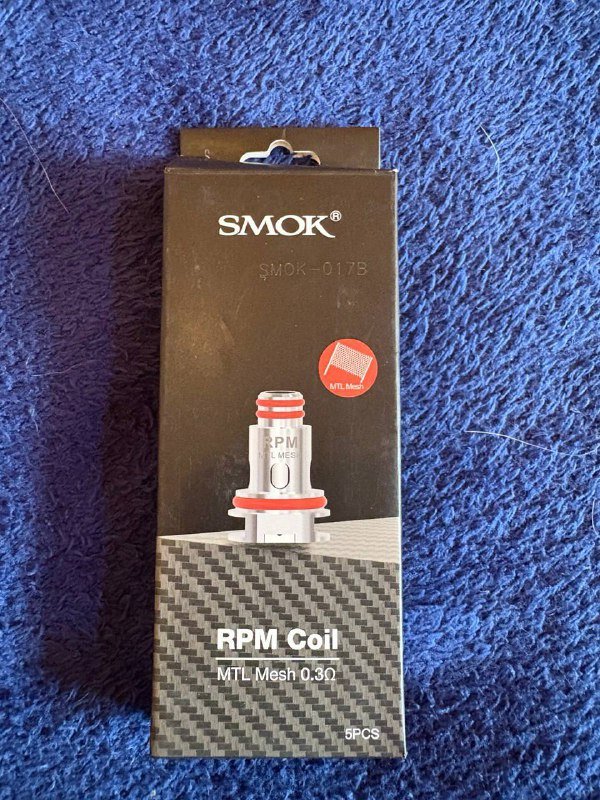 SMOK®
SMOK-017B
MTL Mesh
RPM
MTL MESH
RPM Coil
MTL Mesh 0.3Ω
5PCS